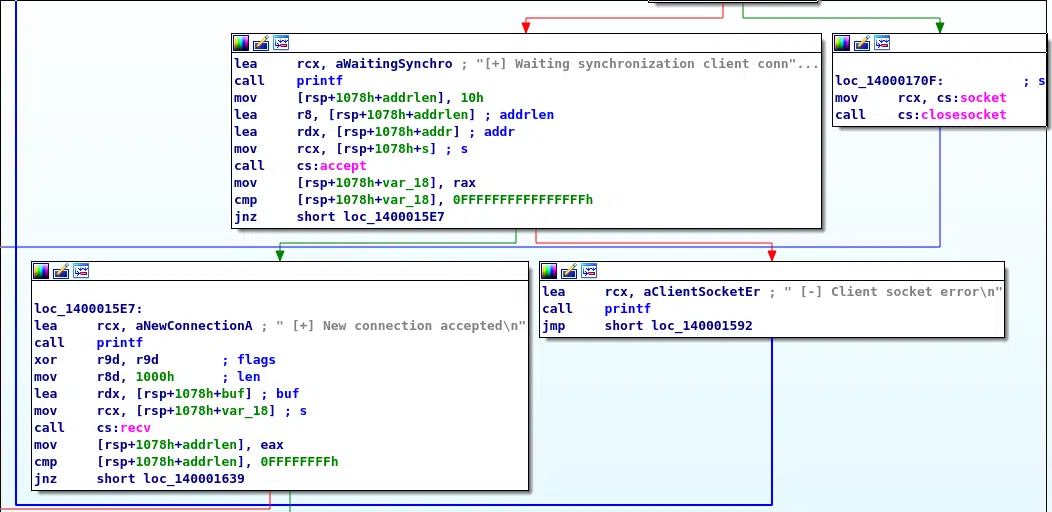 lea     rcx, aWaitingSynchro ; "[+] Waiting synchronization client conn"...
call    printf
mov     [rsp+1078h+addrlen], 10h
lea     r8, [rsp+1078h+addrlen] ; addrlen
lea     rdx, [rsp+1078h+addr] ; addr
mov     rcx, [rsp+1078h+s] ; s
call    cs:accept
mov     [rsp+1078h+var_18], rax
cmp     [rsp+1078h+var_18], 0FFFFFFFFFFFFFFFFh
jnz     short loc_1400015E7
loc_14000170F:          ; s
mov     rcx, cs:socket
call    cs:closesocket
loc_1400015E7:
lea     rcx, aNewConnectionA ; " [+] New connection accepted\n"
call    printf
xor     r9d, r9d        ; flags
mov     r8d, 1000h      ; len
lea     rdx, [rsp+1078h+buf] ; buf
mov     rcx, [rsp+1078h+var_18] ; s
call    cs:recv
mov     [rsp+1078h+addrlen], eax
cmp     [rsp+1078h+addrlen], 0FFFFFFFFh
jnz     short loc_140001639
lea     rcx, aClientSocketEr ; " [-] Client socket error\n"
call    printf
jmp     short loc_140001592